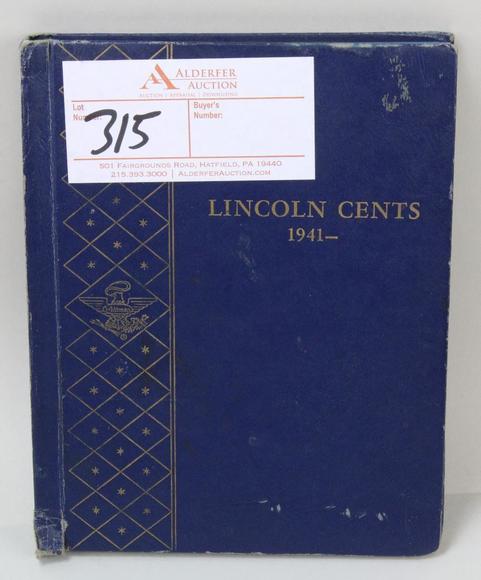 ALDERFER
AUCTION
AUCTION | APPRAISAL | DOWNSIZING
Lot
Number:
315
Buyer's
Number:
501 FAIRGROUNDS ROAD, HATFIELD, PA 19440
215.393.3000 | ALDERFERAUCTION.COM
LINCOLN CENTS
1941–